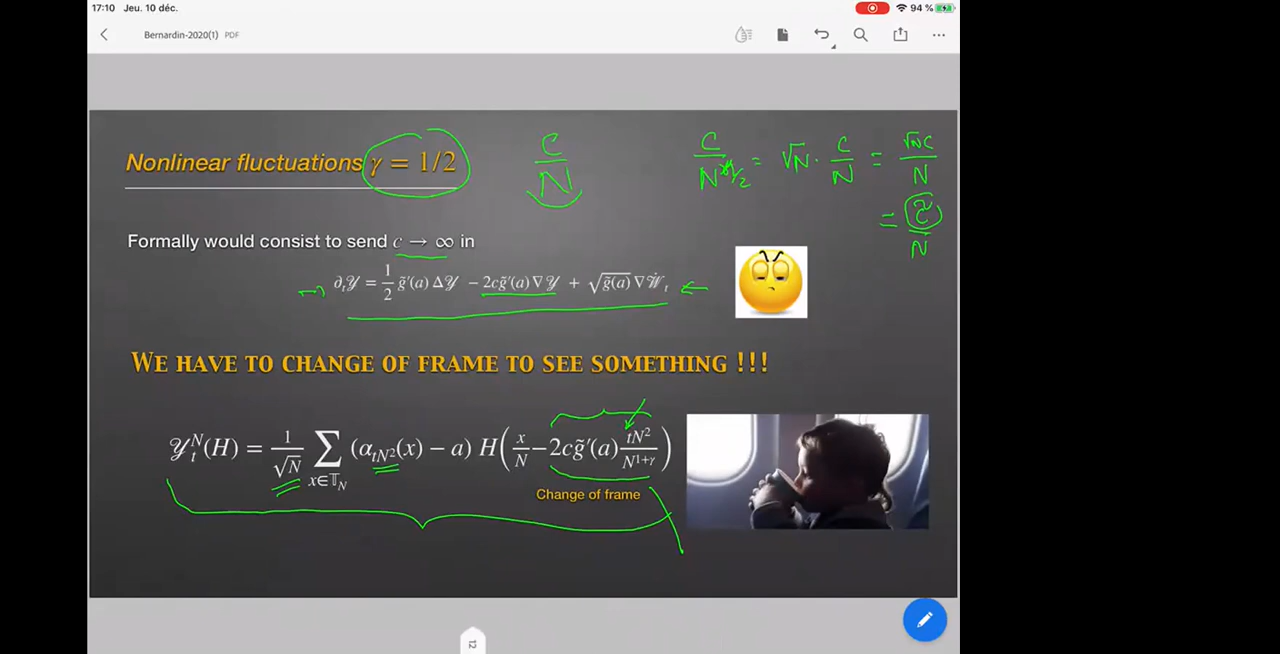 17:10 Jeu. 10 déc. 94 %
Bernardin-2020(1) PDF
Nonlinear fluctuations γ = 1/2
c/N
c/N^{γ/2} = √N · c/N = √N c/N
= c̃/N
Formally would consist to send c → ∞ in
∂_t𝒴 = 1/2 g̃′(a) Δ𝒴 − 2cg̃′(a) ∇𝒴 + √g̃(a) ∇𝒲̇_t
WE HAVE TO CHANGE OF FRAME TO SEE SOMETHING !!!
𝒴_t^N(H) = 1/√N ∑_{x∈𝕋_N} (α_{tN²}(x) − a) H(x/N − 2cg̃′(a) tN²/N^{1+γ})
Change of frame
12